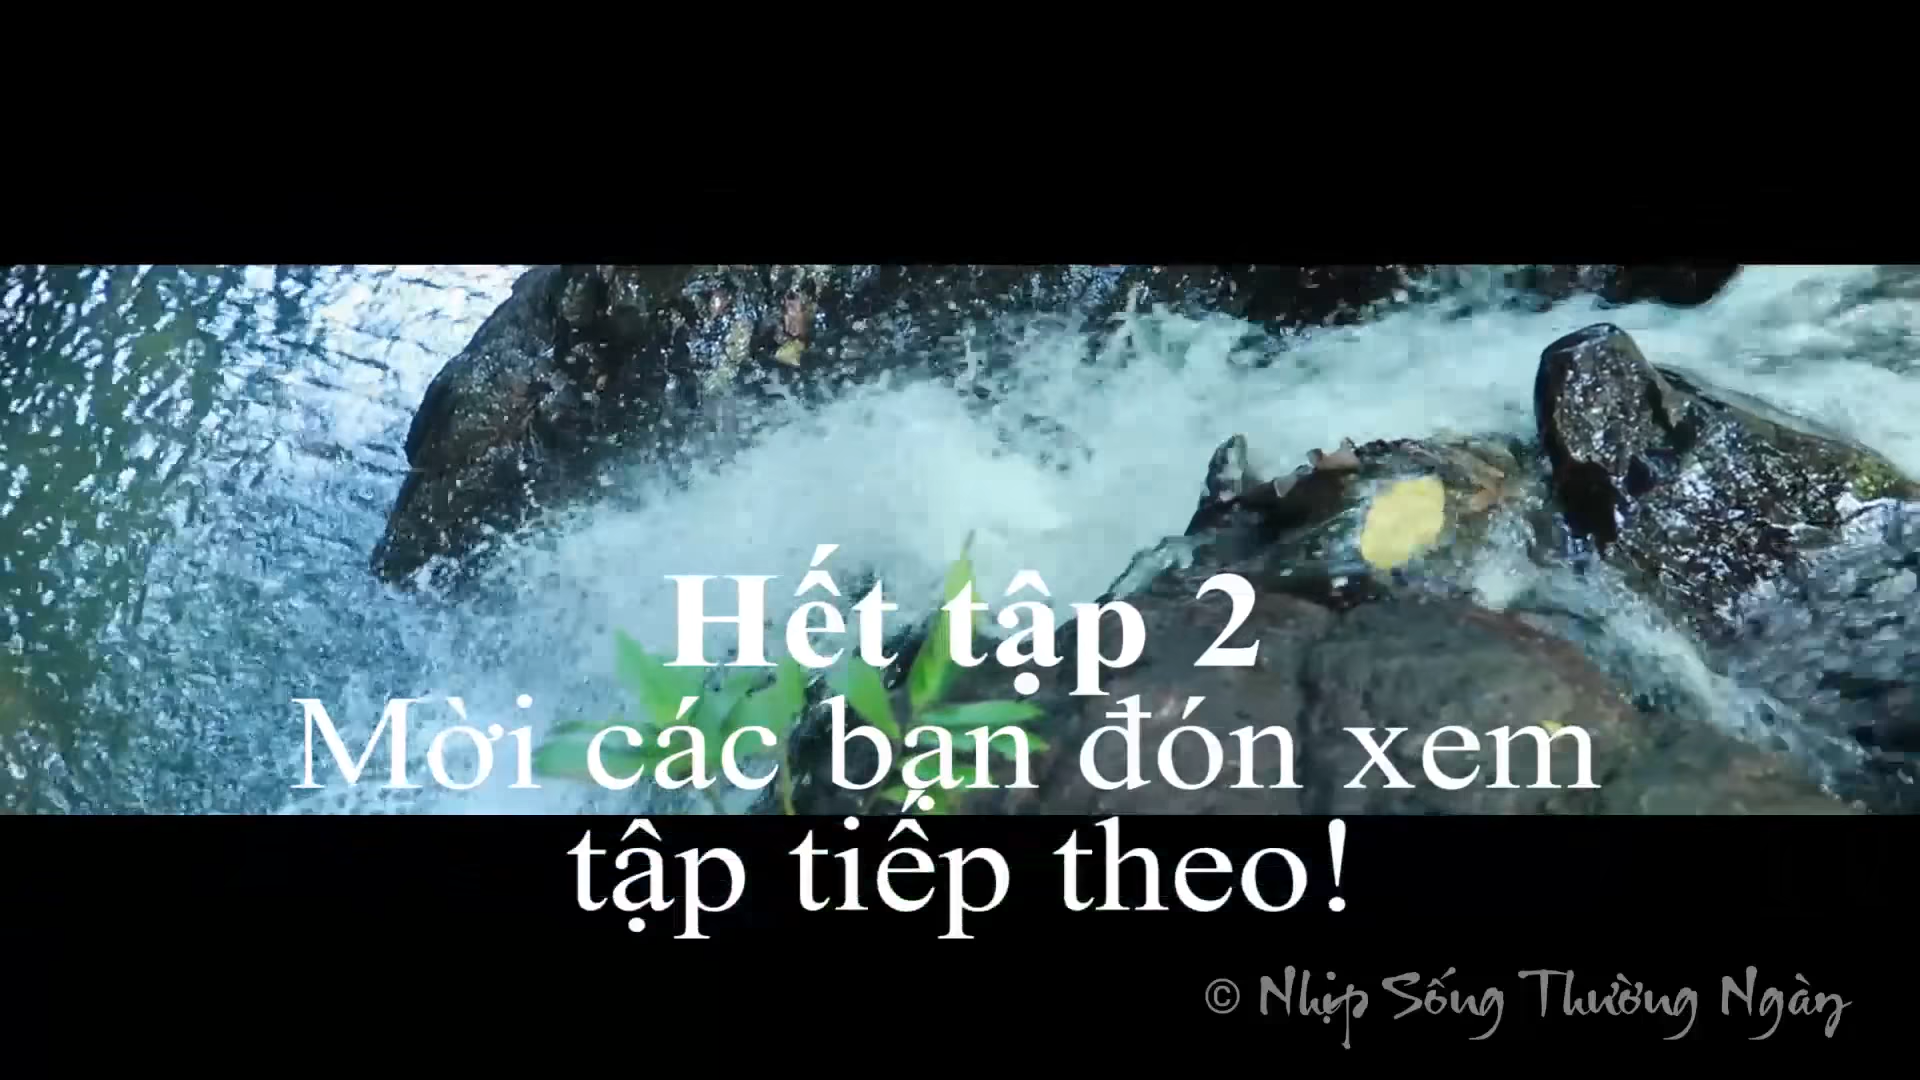 Hết tập 2
Mời các bạn đón xem
tập tiếp theo!
© Nhịp Sống Thường Ngày